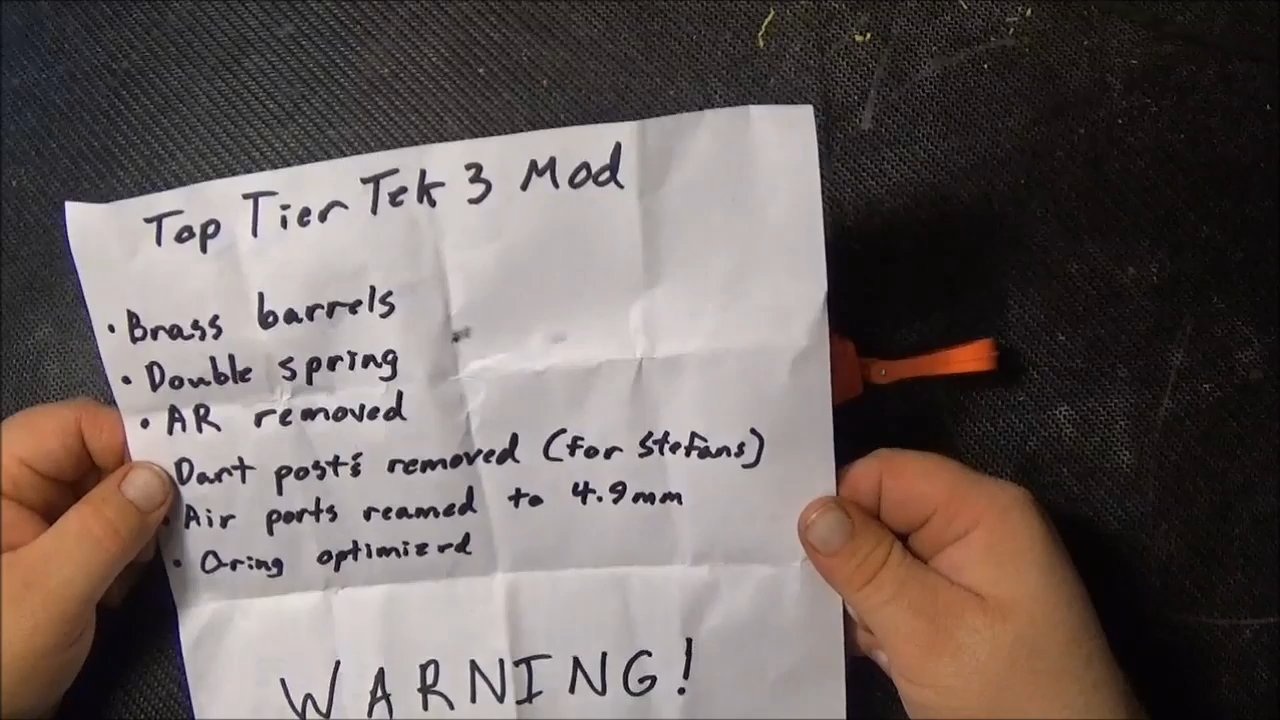 Top Tier Tek 3 Mod
• Brass barrels
• Double spring
• AR removed
Dart posts removed (for Stefans)
• Air ports reamed to 4.9mm
• Oring optimized
WARNING!